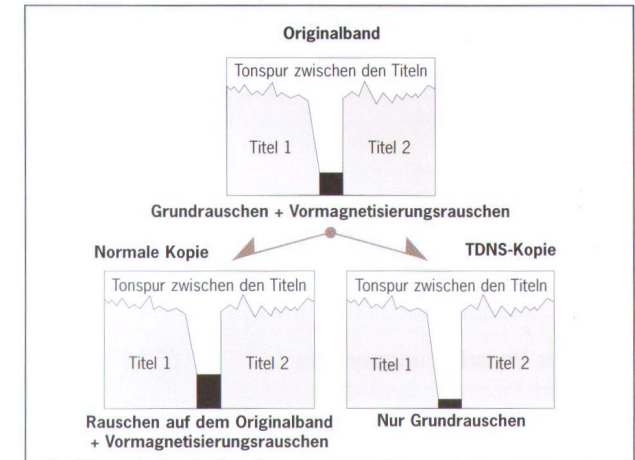 Originalband
Tonspur zwischen den Titeln
Titel 1
Titel 2
Grundrauschen + Vormagnetisierungsrauschen
Normale Kopie
TDNS-Kopie
Tonspur zwischen den Titeln
Tonspur zwischen den Titeln
Titel 1
Titel 2
Titel 1
Titel 2
Rauschen auf dem Originalband
+ Vormagnetisierungsrauschen
Nur Grundrauschen